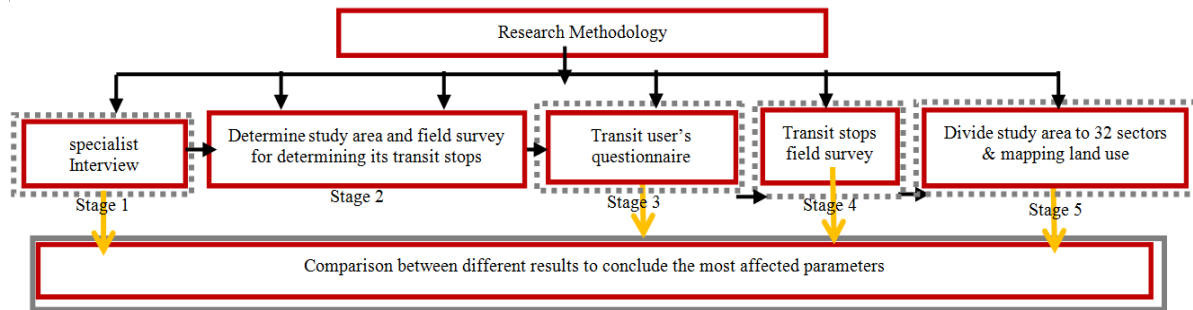 Research Methodology
specialist
Interview
Determine study area and field survey
for determining its transit stops
Transit user's
questionnaire
Transit stops
field survey
Divide study area to 32 sectors
& mapping land use
Stage 1
Stage 2
Stage 3
Stage 4
Stage 5
Comparison between different results to conclude the most affected parameters